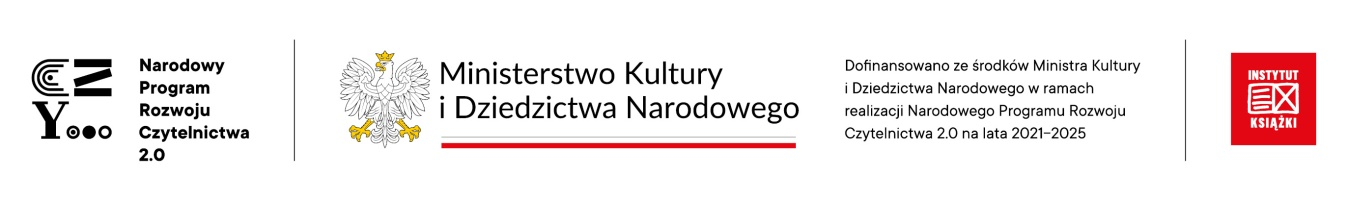 CZ
Y...
Narodowy
Program
Rozwoju
Czytelnictwa
2.0
Ministerstwo Kultury
i Dziedzictwa Narodowego
Dofinansowano ze środków Ministra Kultury
i Dziedzictwa Narodowego w ramach
realizacji Narodowego Programu Rozwoju
Czytelnictwa 2.0 na lata 2021–2025
INSTYTUT
KSIĄŻKI